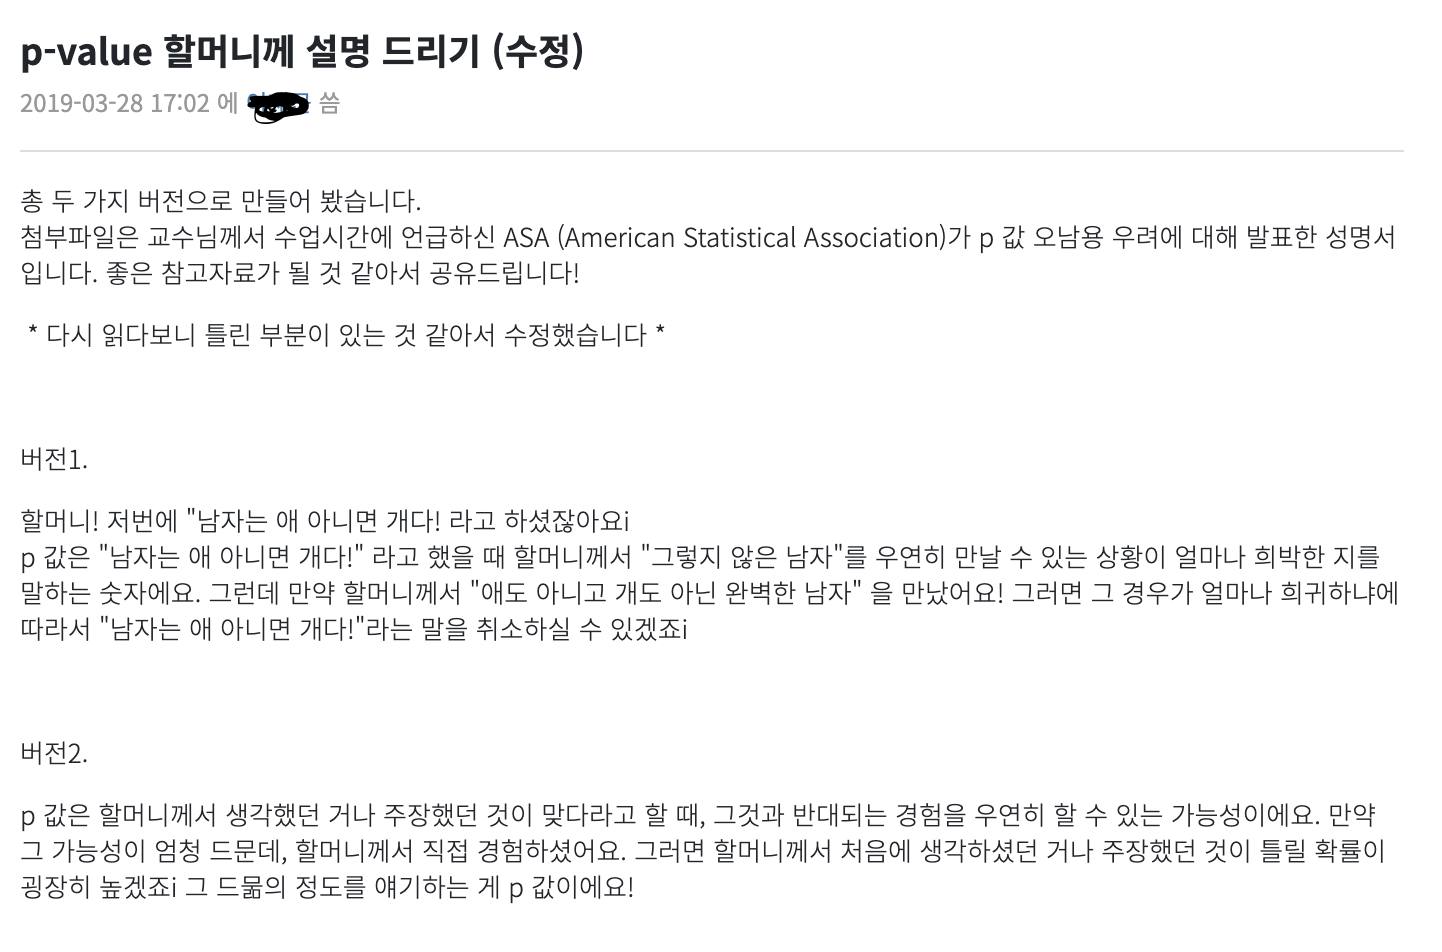 p-value 할머니께 설명 드리기 (수정)
2019-03-28 17:02 에 씀
총 두 가지 버전으로 만들어 봤습니다.
첨부파일은 교수님께서 수업시간에 언급하신 ASA (American Statistical Association)가 p 값 오남용 우려에 대해 발표한 성명서
입니다. 좋은 참고자료가 될 것 같아서 공유드립니다!
* 다시 읽다보니 틀린 부분이 있는 것 같아서 수정했습니다 *
버전1.
할머니! 저번에 "남자는 애 아니면 개다! 라고 하셨잖아요¡
p 값은 "남자는 애 아니면 개다!" 라고 했을 때 할머니께서 "그렇지 않은 남자"를 우연히 만날 수 있는 상황이 얼마나 희박한 지를
말하는 숫자에요. 그런데 만약 할머니께서 "애도 아니고 개도 아닌 완벽한 남자" 을 만났어요! 그러면 그 경우가 얼마나 희귀하냐에
따라서 "남자는 애 아니면 개다!"라는 말을 취소하실 수 있겠죠¡
버전2.
p 값은 할머니께서 생각했던 거나 주장했던 것이 맞다라고 할 때, 그것과 반대되는 경험을 우연히 할 수 있는 가능성이에요. 만약
그 가능성이 엄청 드문데, 할머니께서 직접 경험하셨어요. 그러면 할머니께서 처음에 생각하셨던 거나 주장했던 것이 틀릴 확률이
굉장히 높겠죠¡ 그 드물의 정도를 얘기하는 게 p 값이에요!